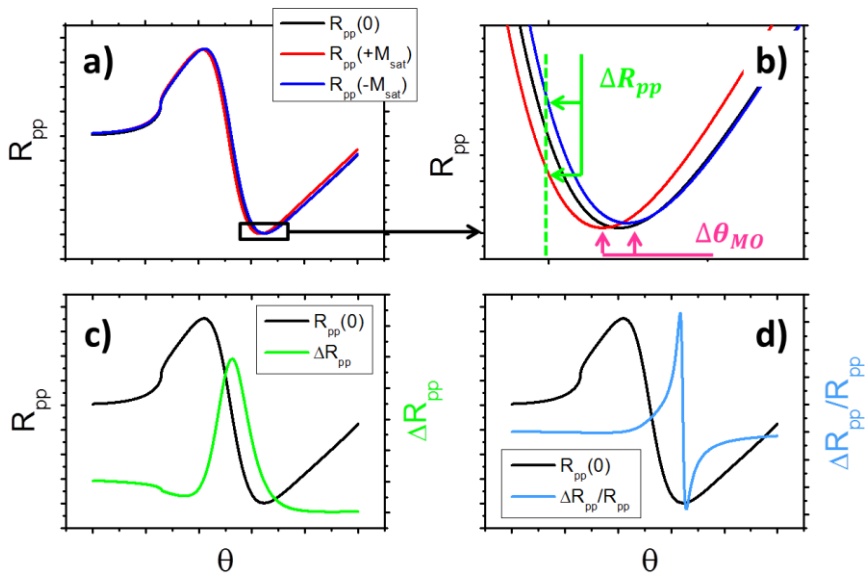 a)
R_pp(0)
R_pp(+M_sat)
R_pp(-M_sat)
R_pp
b)
ΔR_pp
R_pp
Δθ_MO
c)
R_pp(0)
ΔR_pp
R_pp
ΔR_pp
θ
d)
R_pp(0)
ΔR_pp/R_pp
ΔR_pp/R_pp
θ